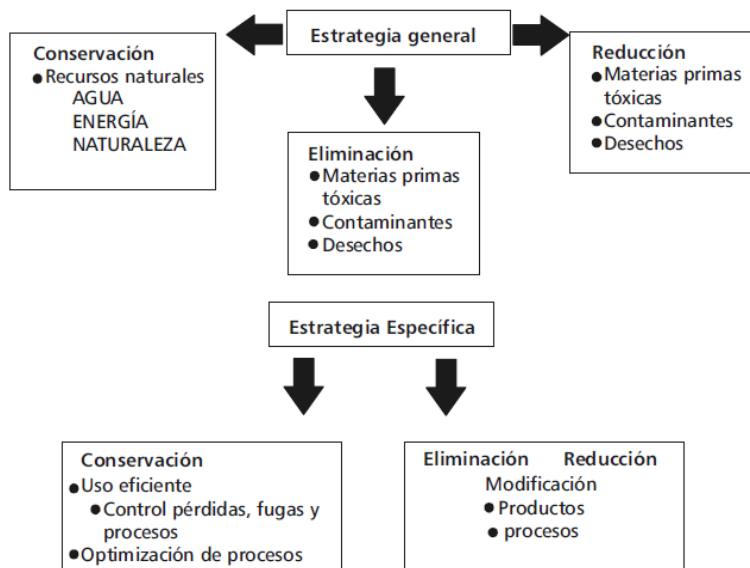 Estrategia general
Conservación
● Recursos naturales
AGUA
ENERGÍA
NATURALEZA
Eliminación
● Materias primas
tóxicas
● Contaminantes
● Desechos
Reducción
● Materias primas
tóxicas
● Contaminantes
● Desechos
Estrategia Específica
Conservación
● Uso eficiente
● Control pérdidas, fugas y
procesos
● Optimización de procesos
Eliminación Reducción
Modificación
● Productos
● procesos